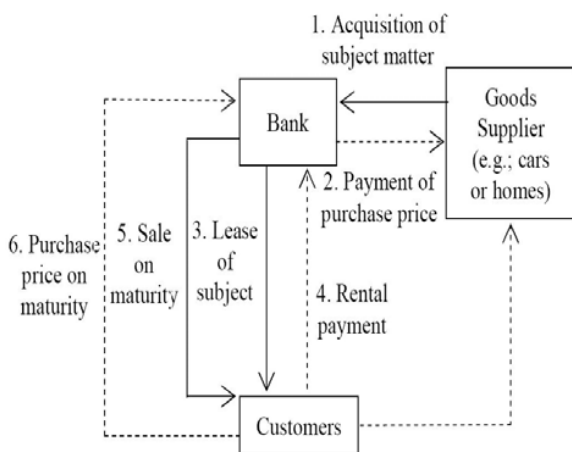 1. Acquisition of
subject matter
Bank
Goods
Supplier
(e.g.; cars
or homes)
2. Payment of
purchase price
6. Purchase
price on
maturity
5. Sale
on
maturity
3. Lease
of
subject
4. Rental
payment
Customers